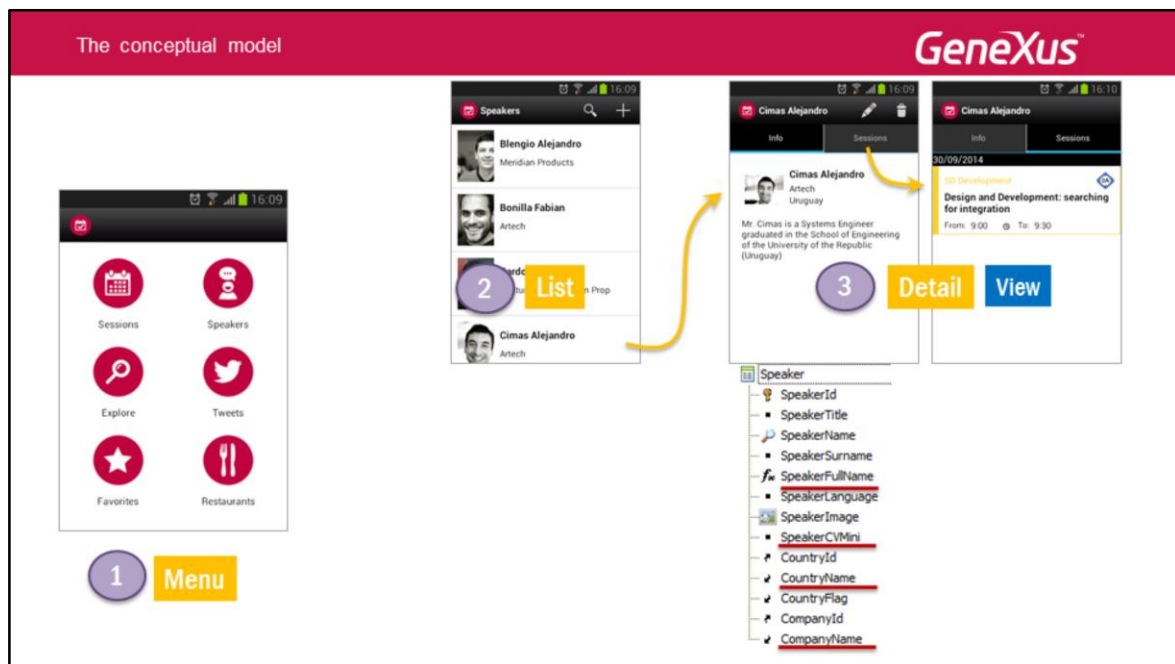 The conceptual model
GeneXus™
16:09
Sessions
Speakers
Explore
Tweets
Favorites
Restaurants
1
Menu
16:09
Speakers
Blengio Alejandro
Meridian Products
Bonilla Fabian
Artech
n Prop
Cimas Alejandro
Artech
2
List
16:09
Cimas Alejandro
Info
Sessions
Cimas Alejandro
Artech
Uruguay
Mr. Cimas is a Systems Engineer
graduated in the School of Engineering
of the University of the Republic
(Uruguay)
16:10
Cimas Alejandro
Info
Sessions
30/09/2014
SD Development
2A
Design and Development: searching
for integration
From: 9:00 @ To: 9:30
3
Detail
View
Speaker
SpeakerId
SpeakerTitle
SpeakerName
SpeakerSurname
SpeakerFullName
SpeakerLanguage
SpeakerImage
SpeakerCVMini
CountryId
CountryName
CountryFlag
CompanyId
CompanyName